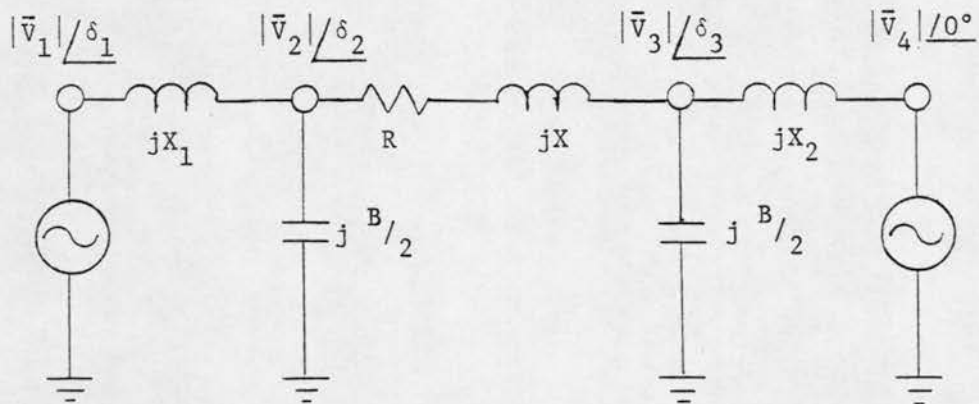 |V̄₁|/δ₁ |V̄₂|/δ₂ |V̄₃|/δ₃ |V̄₄|/0°
jX₁ R jX jX₂
j B/2 j B/2